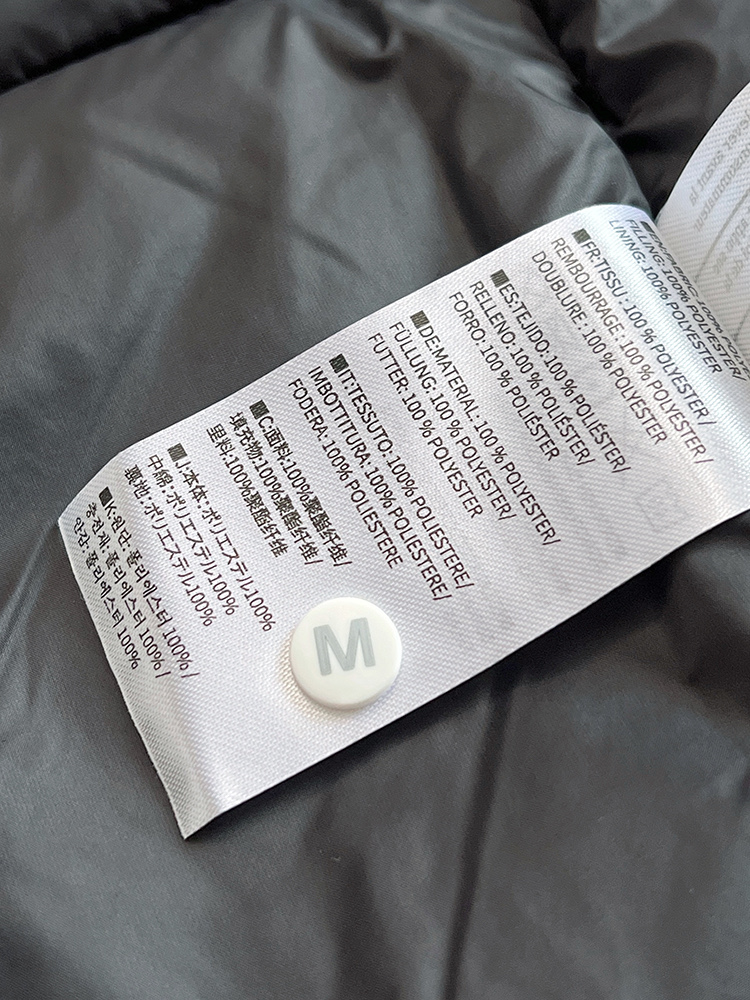 FILLING: 100% POLYESTER/
LINING: 100% POLYESTER
■FR:TISSU : 100 % POLYESTER/
REMBOURRAGE : 100 % POLYESTER/
DOUBLURE : 100 % POLYESTER
■ES:TEJIDO: 100 % POLIÉSTER/
RELLENO: 100 % POLIÉSTER/
FORRO: 100 % POLIÉSTER
■DE:MATERIAL: 100 % POLYESTER/
FÜLLUNG: 100 % POLYESTER/
FUTTER: 100 % POLYESTER
■IT:TESSUTO: 100% POLIESTERE/
IMBOTTITURA: 100% POLIESTERE/
FODERA: 100% POLIESTERE
■C:面料:100%聚酯纤维/
填充物:100%聚酯纤维/
里料:100%聚酯纤维
■J:本体: ポリエステル100%
中綿: ポリエステル100%
裏地: ポリエステル100%
■K:원단: 폴리에스터 100%/
충전재: 폴리에스터 100% /
안감: 폴리에스터 100%
M